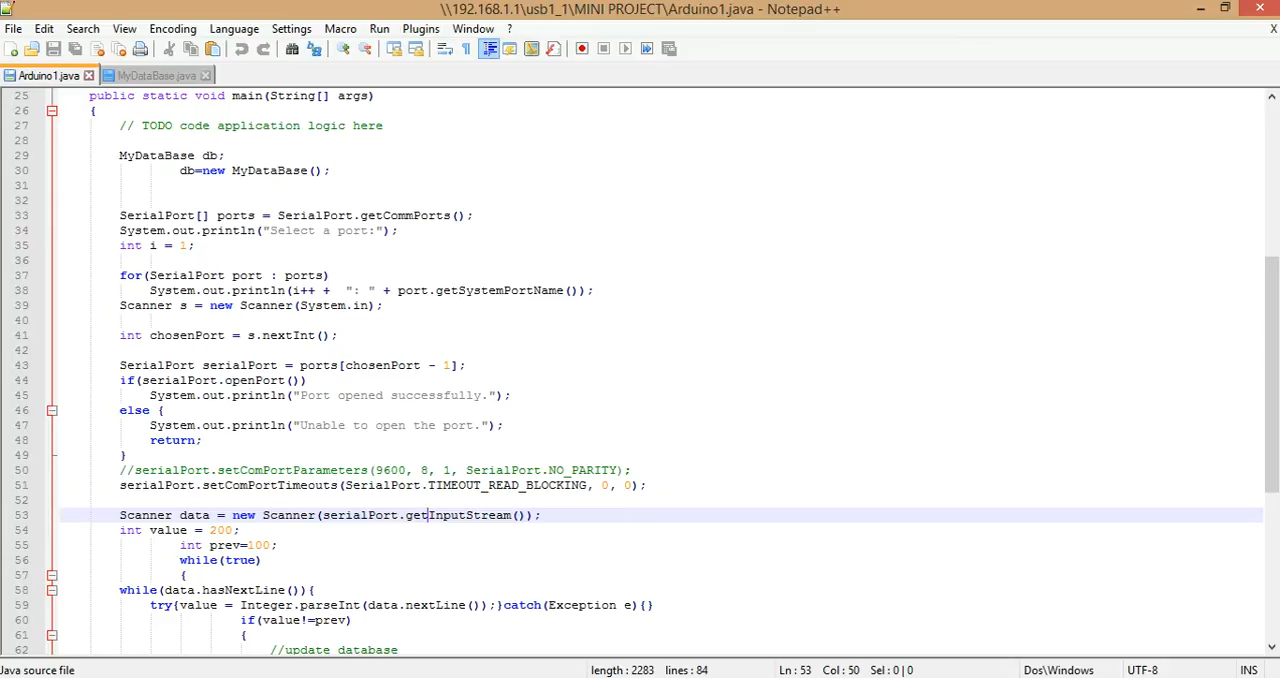 \\192.168.1.1\usb1_1\MINI PROJECT\Arduino1.java - Notepad++
File Edit Search View Encoding Language Settings Macro Run Plugins Window ? X
Arduino1.java MyDataBase.java
25 public static void main(String[] args)
26 {
27 // TODO code application logic here
28
29 MyDataBase db;
30 db=new MyDataBase();
31
32
33 SerialPort[] ports = SerialPort.getCommPorts();
34 System.out.println("Select a port:");
35 int i = 1;
36
37 for(SerialPort port : ports)
38 System.out.println(i++ + ": " + port.getSystemPortName());
39 Scanner s = new Scanner(System.in);
40
41 int chosenPort = s.nextInt();
42
43 SerialPort serialPort = ports[chosenPort - 1];
44 if(serialPort.openPort())
45 System.out.println("Port opened successfully.");
46 else {
47 System.out.println("Unable to open the port.");
48 return;
49 }
50 //serialPort.setComPortParameters(9600, 8, 1, SerialPort.NO_PARITY);
51 serialPort.setComPortTimeouts(SerialPort.TIMEOUT_READ_BLOCKING, 0, 0);
52
53 Scanner data = new Scanner(serialPort.getInputStream());
54 int value = 200;
55 int prev=100;
56 while(true)
57 {
58 while(data.hasNextLine()){
59 try{value = Integer.parseInt(data.nextLine());}catch(Exception e){}
60 if(value!=prev)
61 {
62 //update database
Java source file length : 2283 lines : 84 Ln : 53 Col : 50 Sel : 0 | 0 Dos\Windows UTF-8 INS